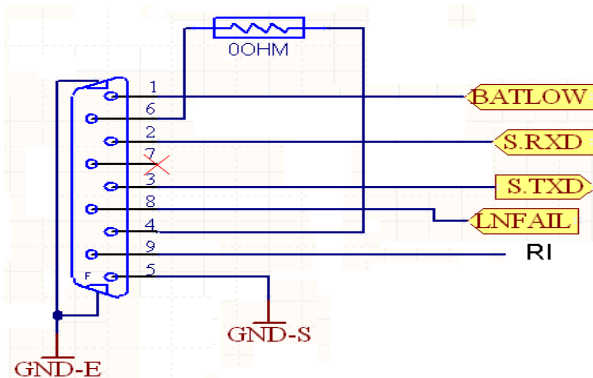 0OHM
1
BATLOW
6
2
S.RXD
7
3
S.TXD
8
LNFAIL
4
9
RI
F
5
GND-S
GND-E